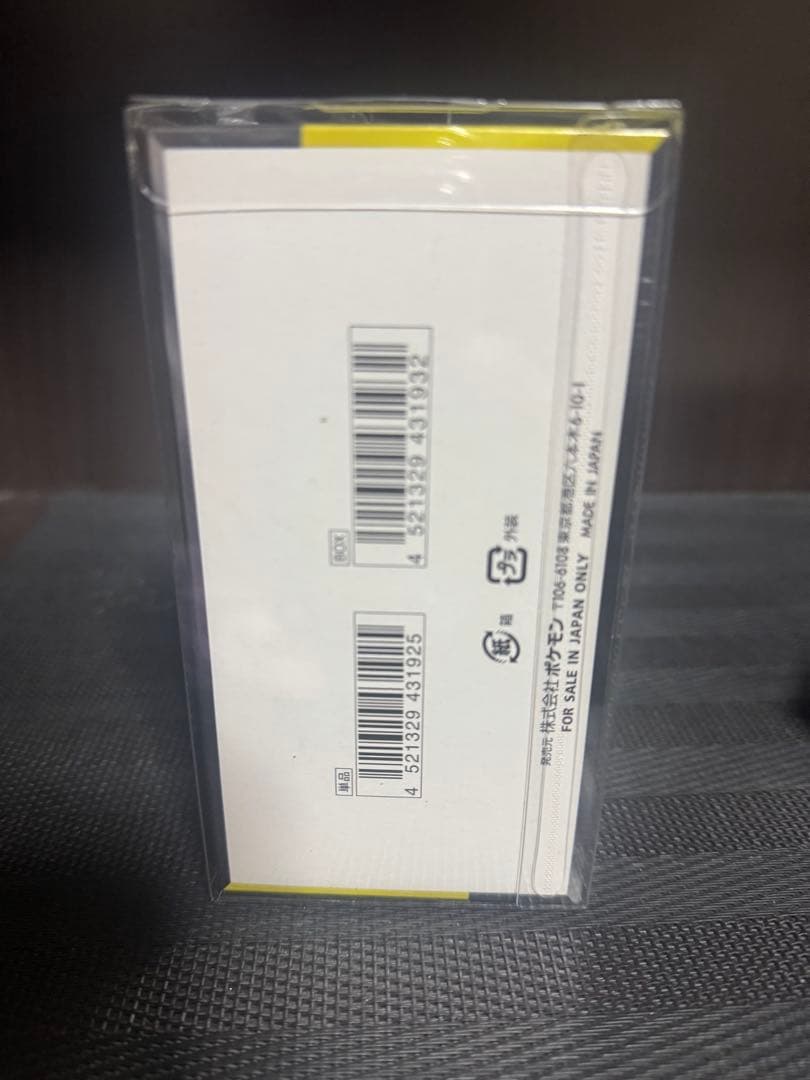 単品
4 521329 431925
BOX
4 521329 431932
紙 箱
プラ 外装
発売元 株式会社ポケモン 〒106-6108 東京都港区六本木6-10-1
FOR SALE IN JAPAN ONLY MADE IN JAPAN